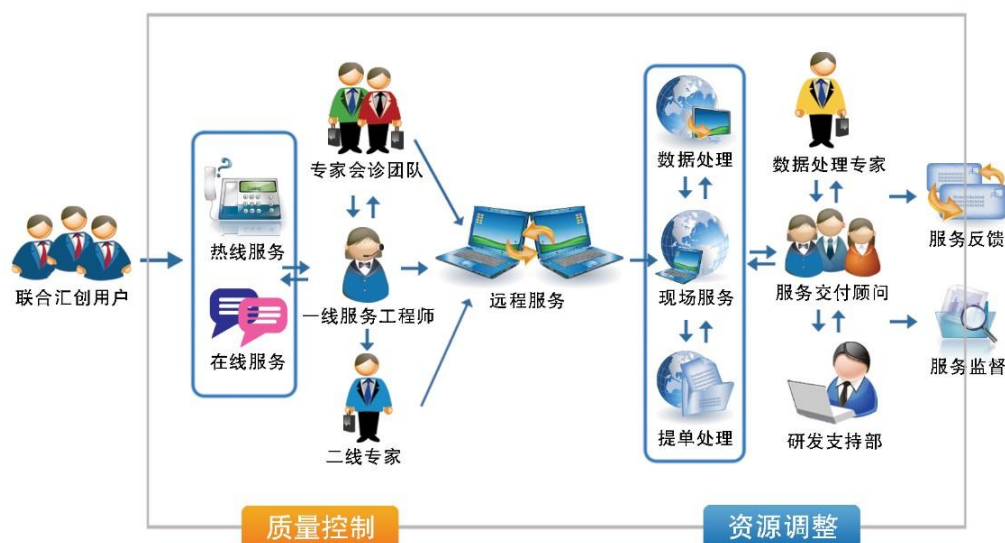 联合汇创用户
热线服务
在线服务
专家会诊团队
一线服务工程师
二线专家
远程服务
数据处理
现场服务
提单处理
数据处理专家
服务交付顾问
研发支持部
服务反馈
服务监督
质量控制
资源调整